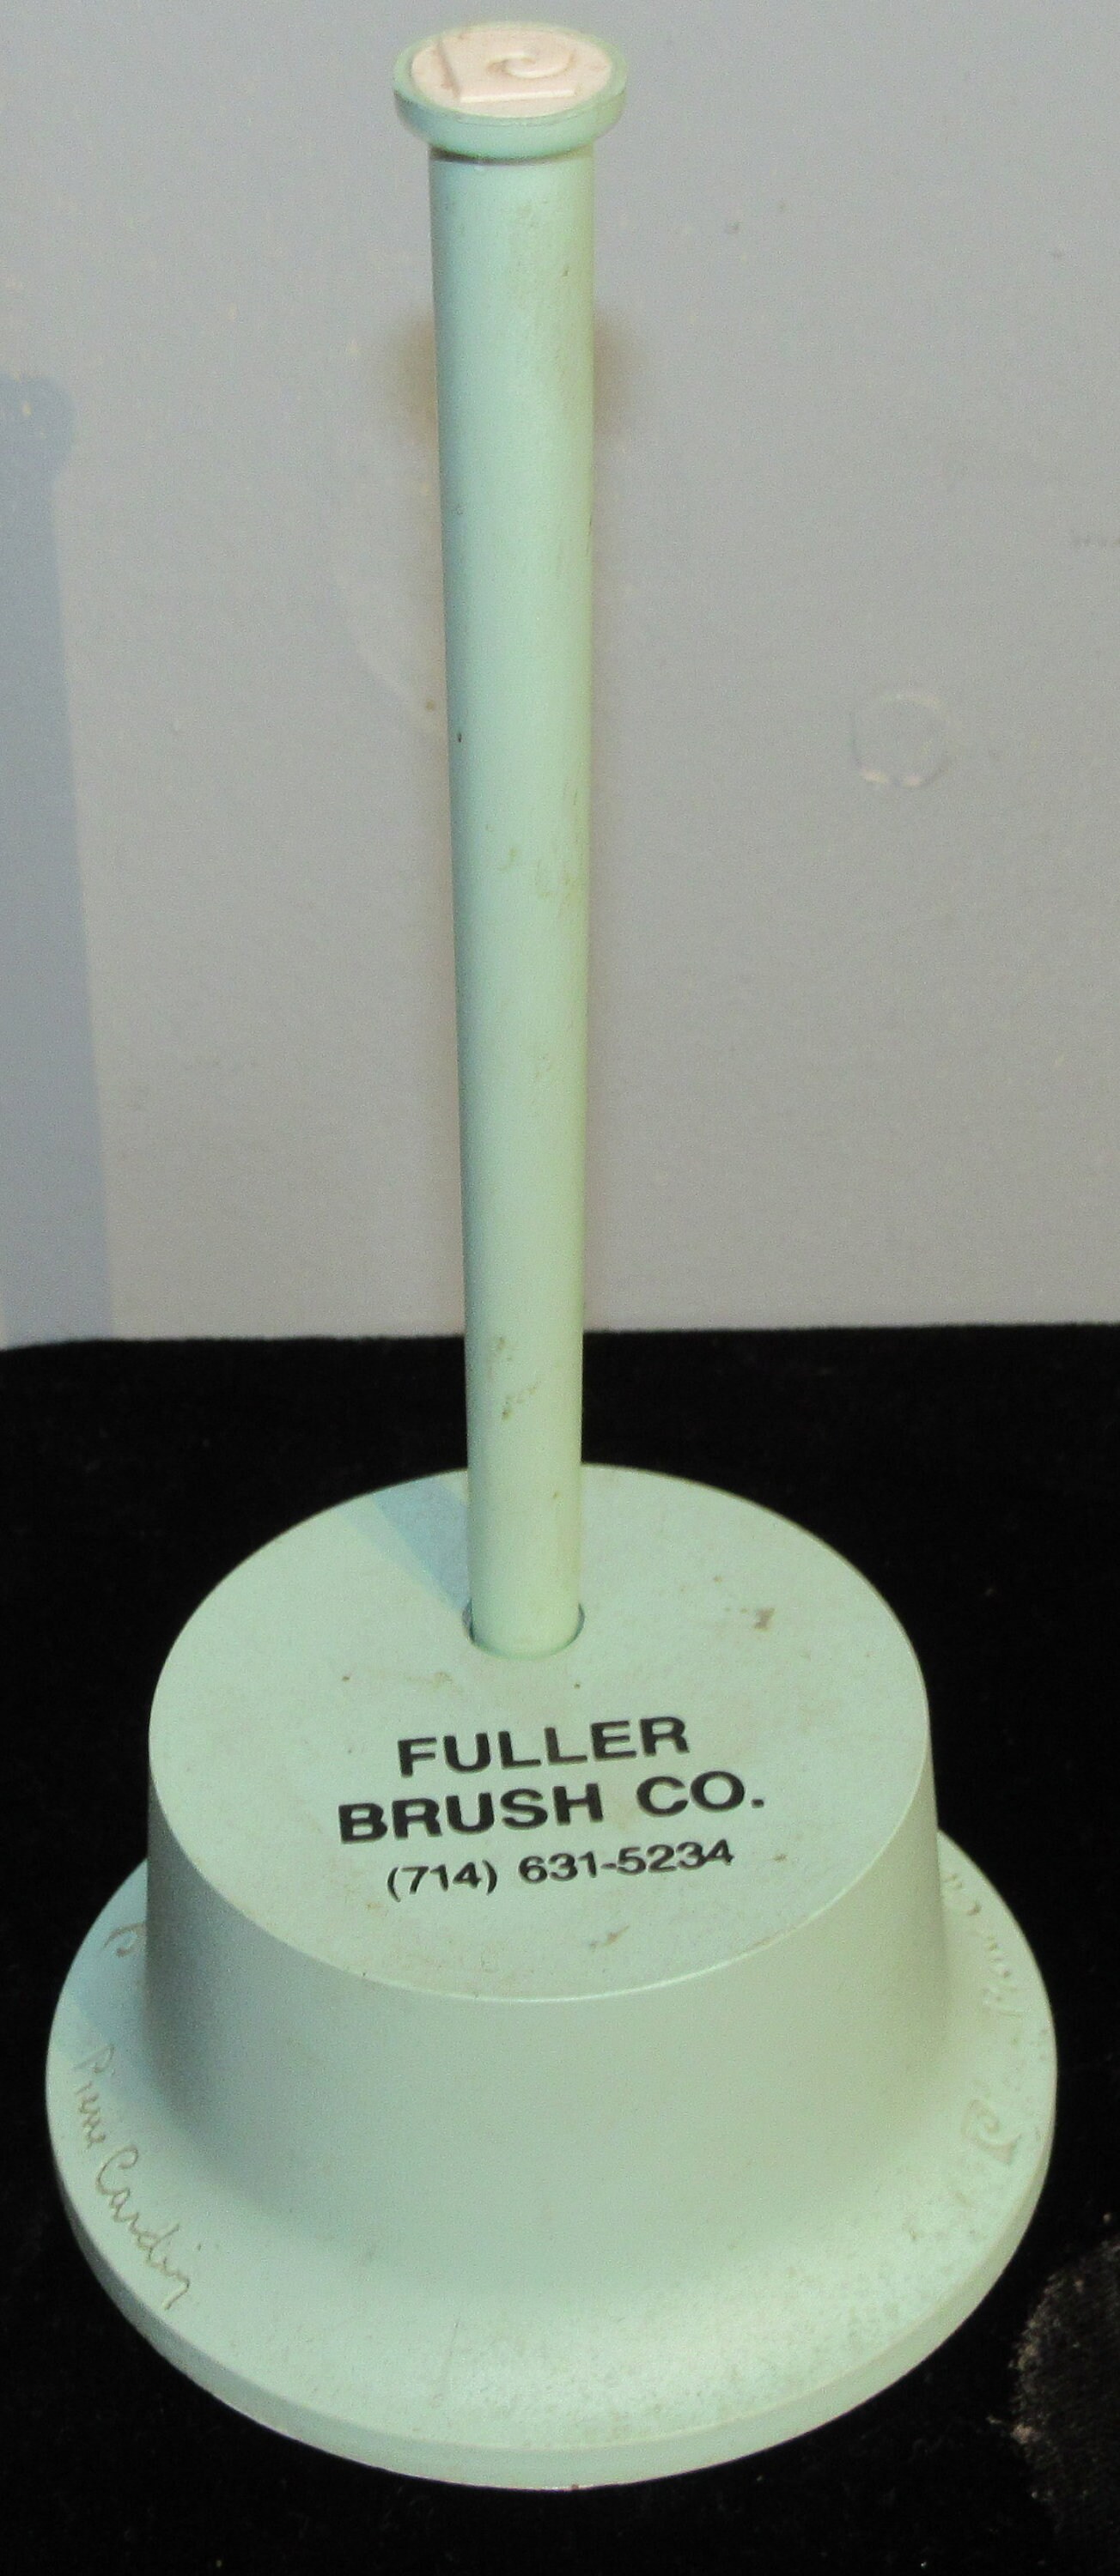 FULLER
BRUSH CO.
(714) 631-5234
Pierre Cardin